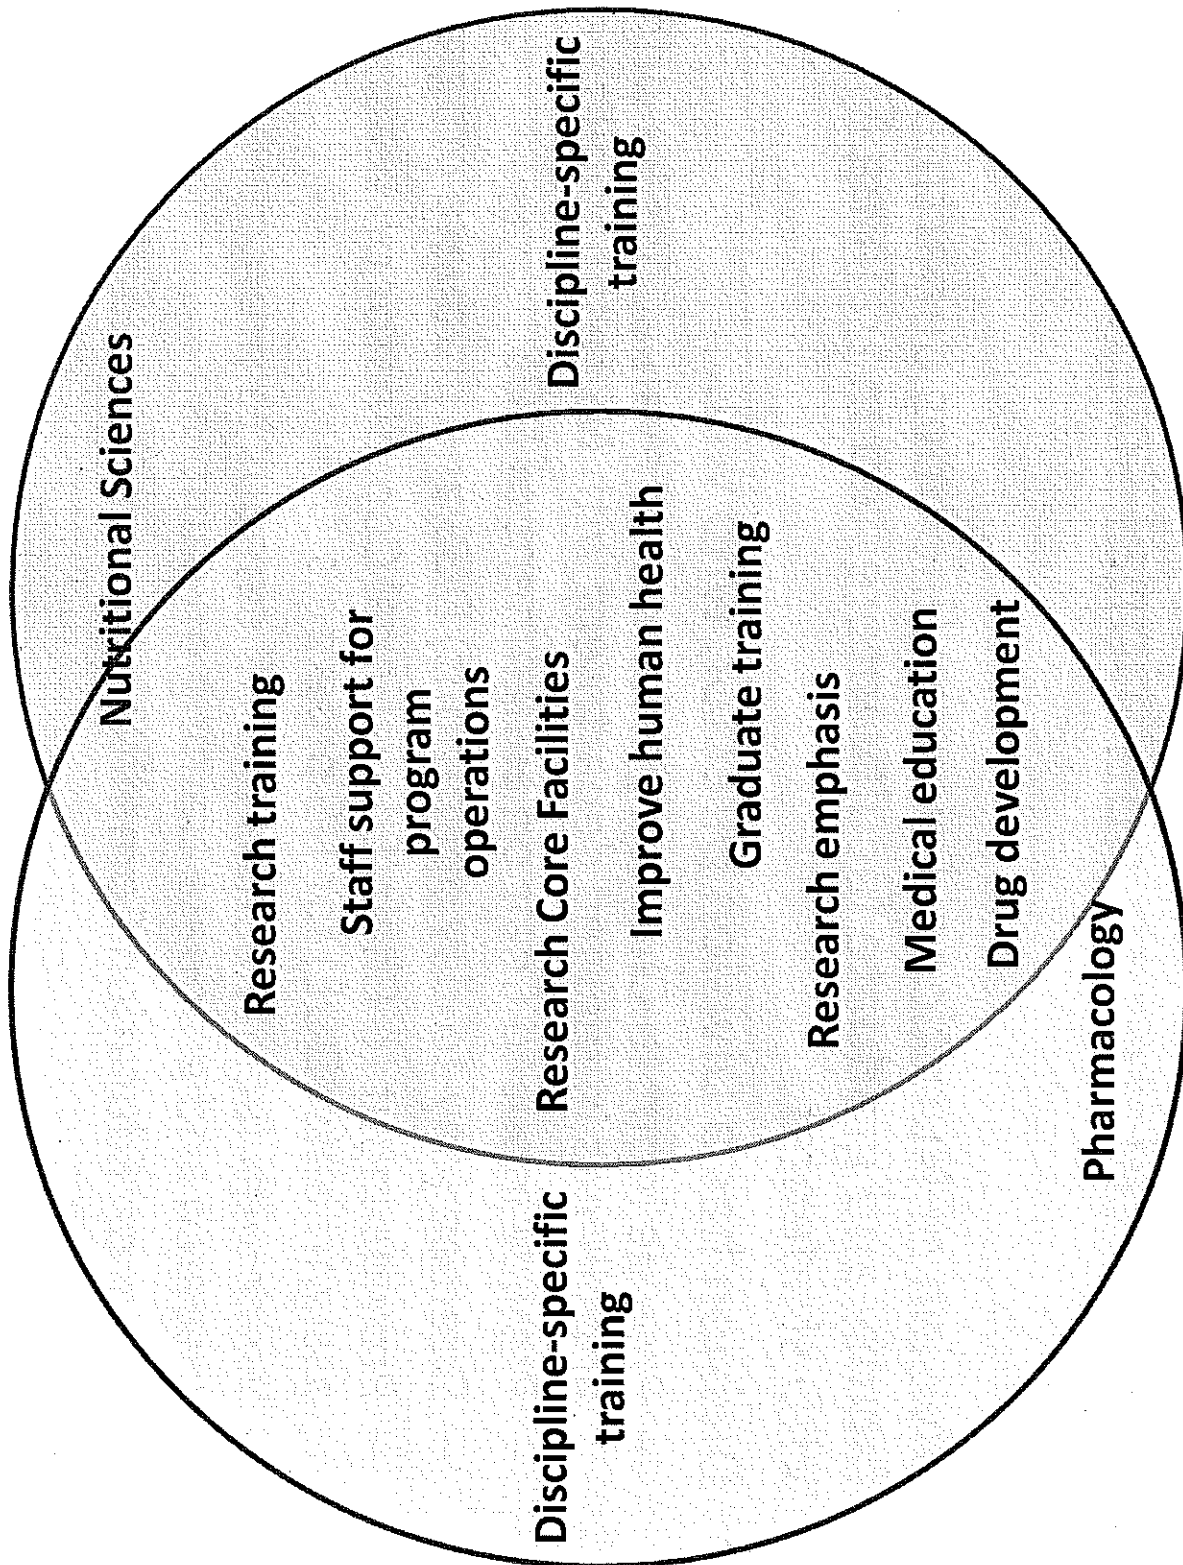 Nutritional Sciences
Research training
Staff support for
program
operations
Discipline-specific
training
Research Core Facilities
Discipline-specific
training
Improve human health
Graduate training
Research emphasis
Medical education
Drug development
Pharmacology